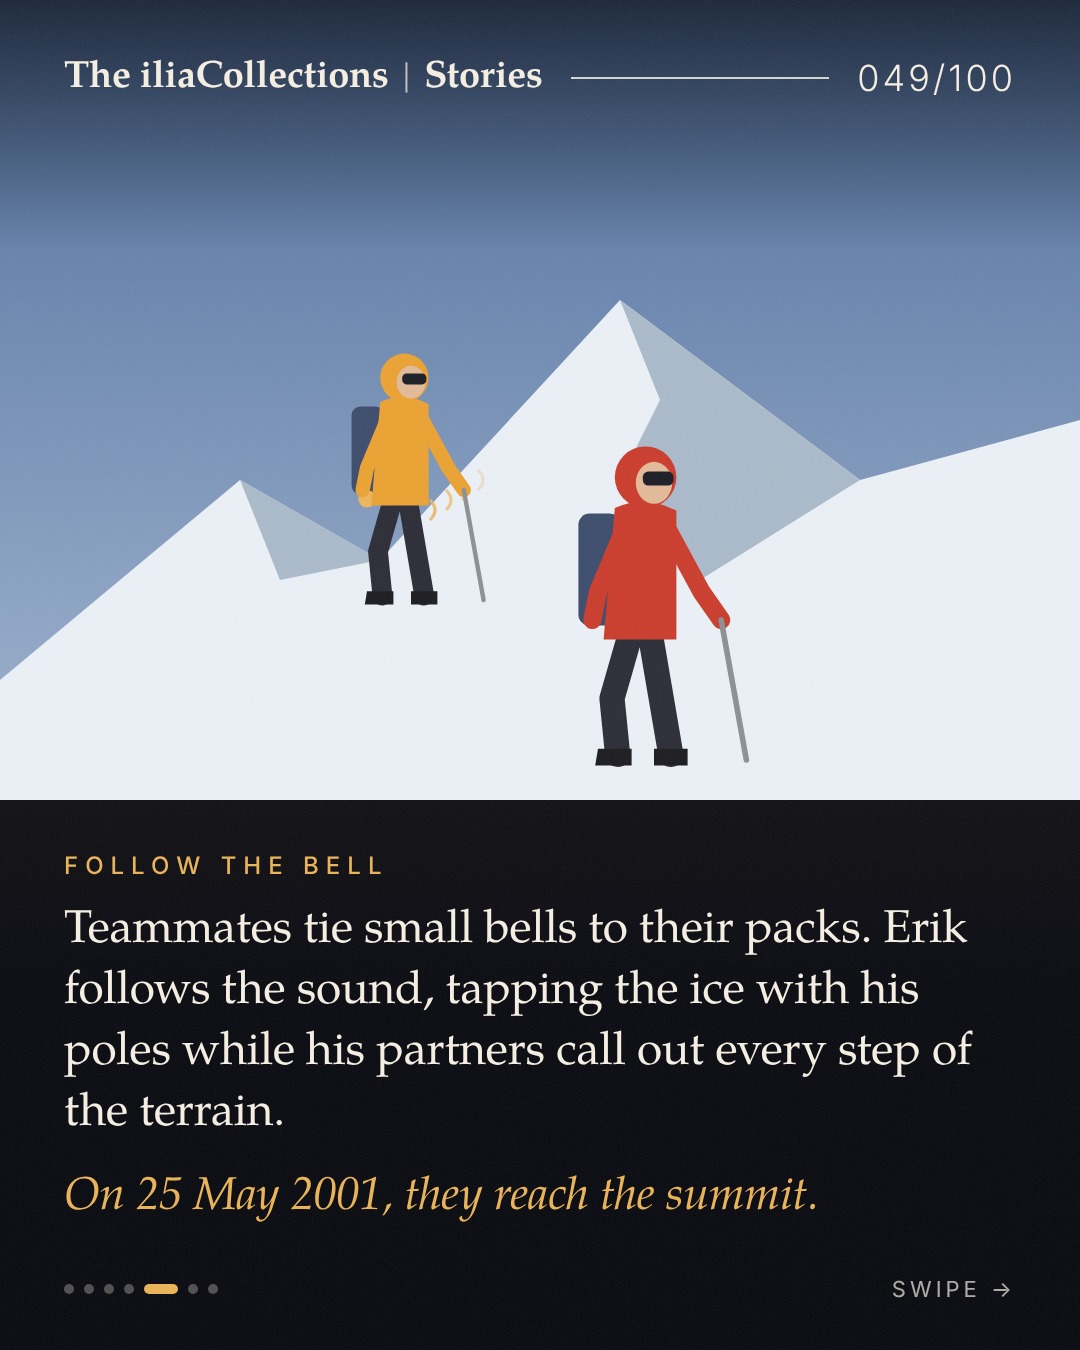 The iliaCollections | Stories 049/100
FOLLOW THE BELL
Teammates tie small bells to their packs. Erik
follows the sound, tapping the ice with his
poles while his partners call out every step of
the terrain.
On 25 May 2001, they reach the summit.
SWIPE →